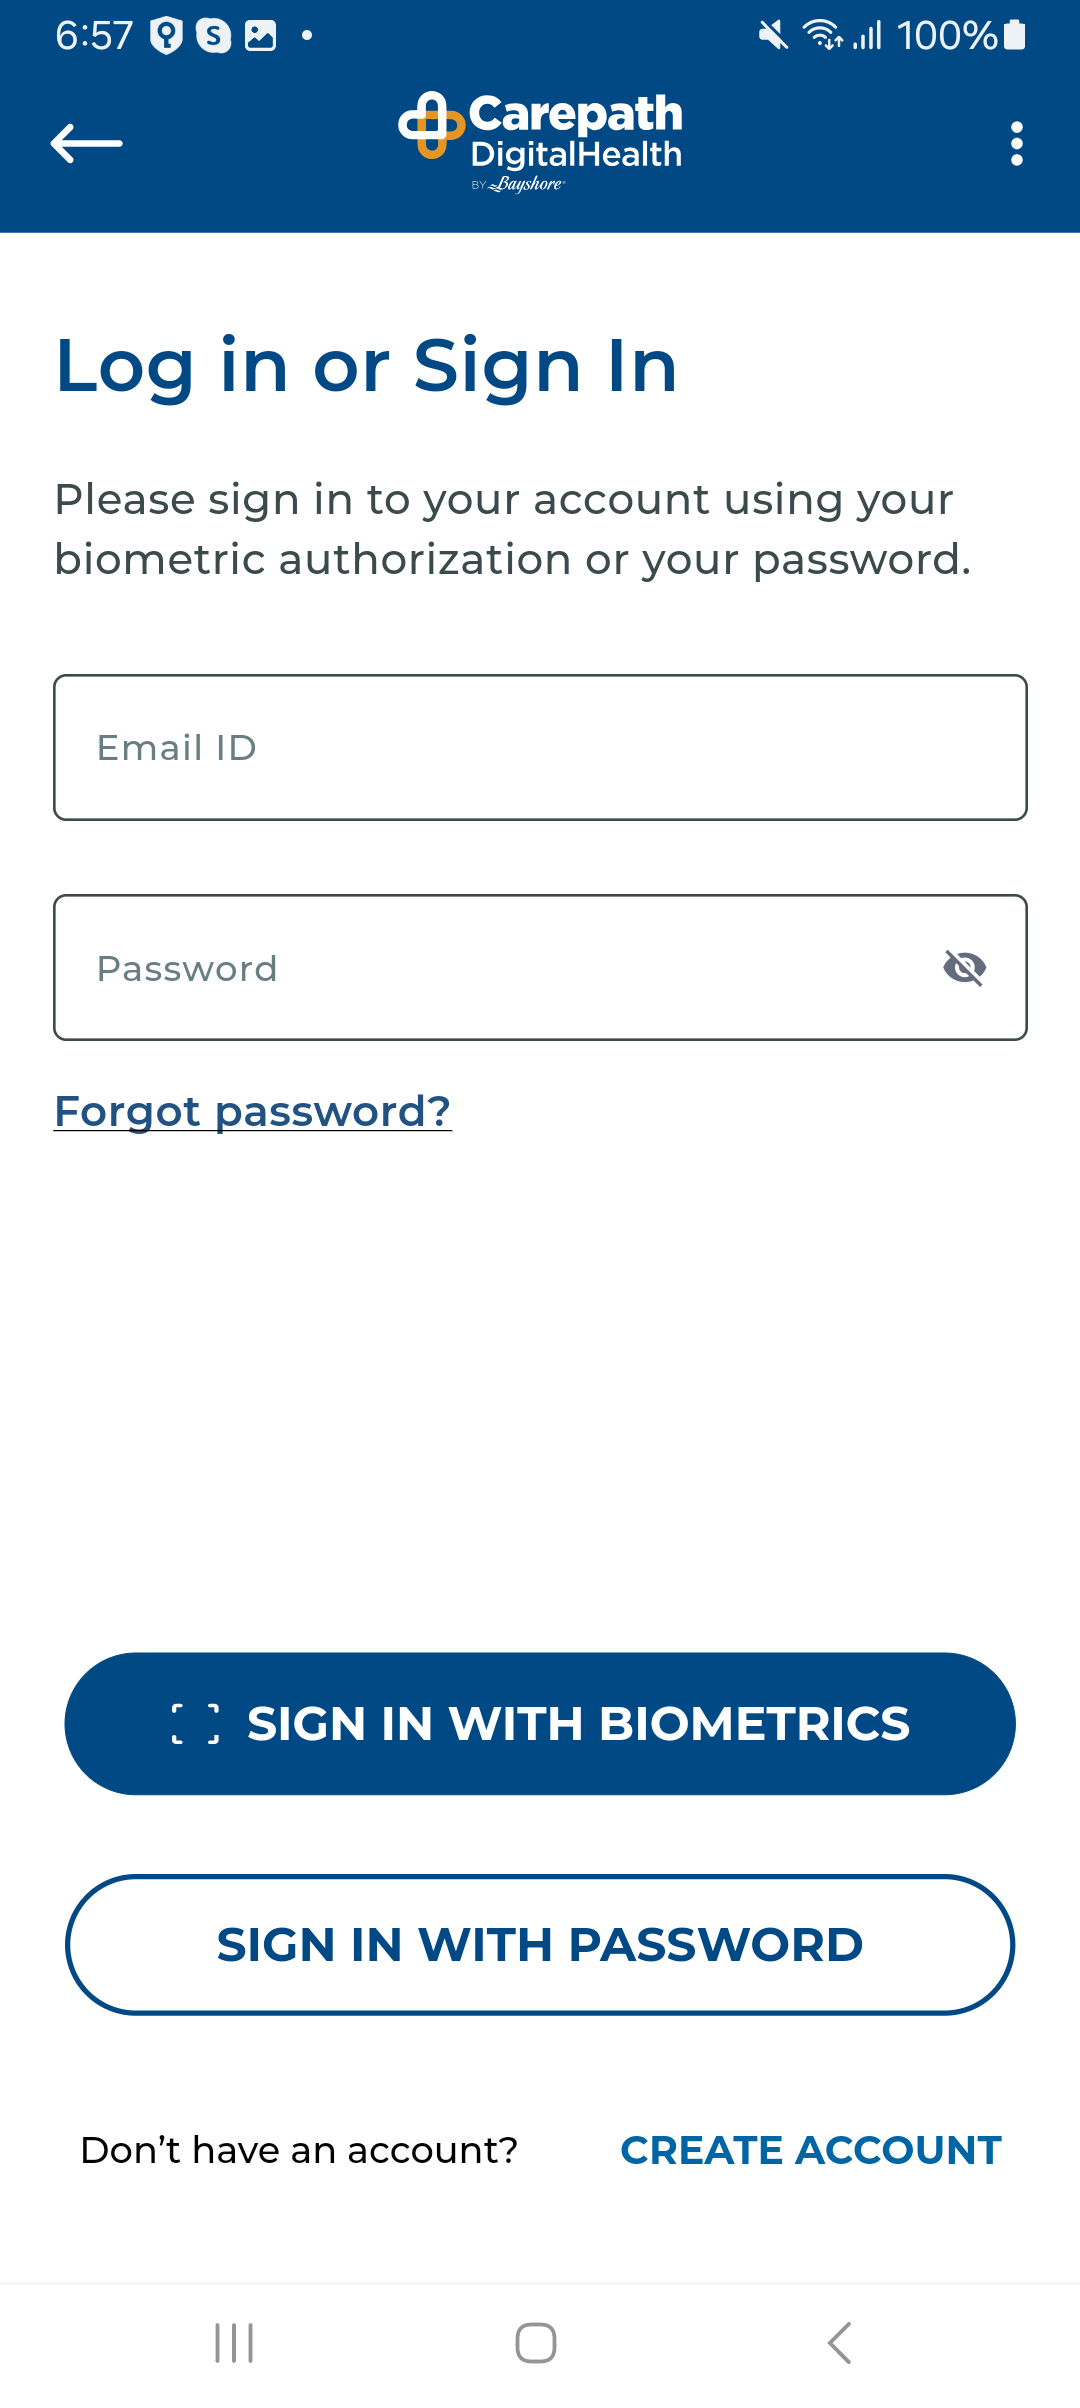 6:57 S 100%
Carepath
DigitalHealth
BY Bayshore
Log in or Sign In
Please sign in to your account using your
biometric authorization or your password.
Email ID
Password
Forgot password?
SIGN IN WITH BIOMETRICS
SIGN IN WITH PASSWORD
Don’t have an account? CREATE ACCOUNT